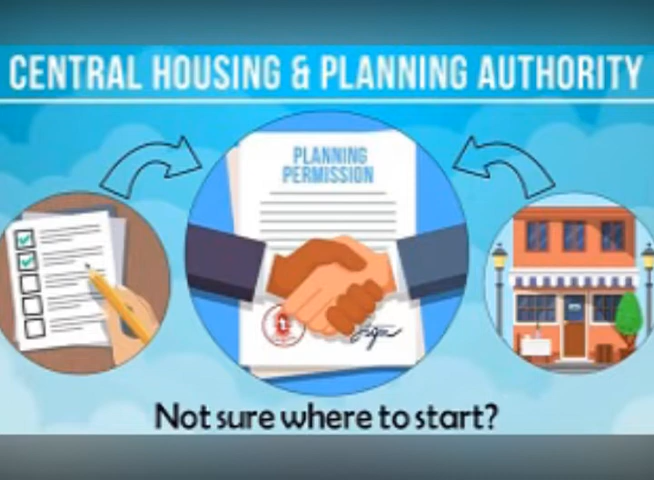 CENTRAL HOUSING & PLANNING AUTHORITY
PLANNING
PERMISSION
Not sure where to start?